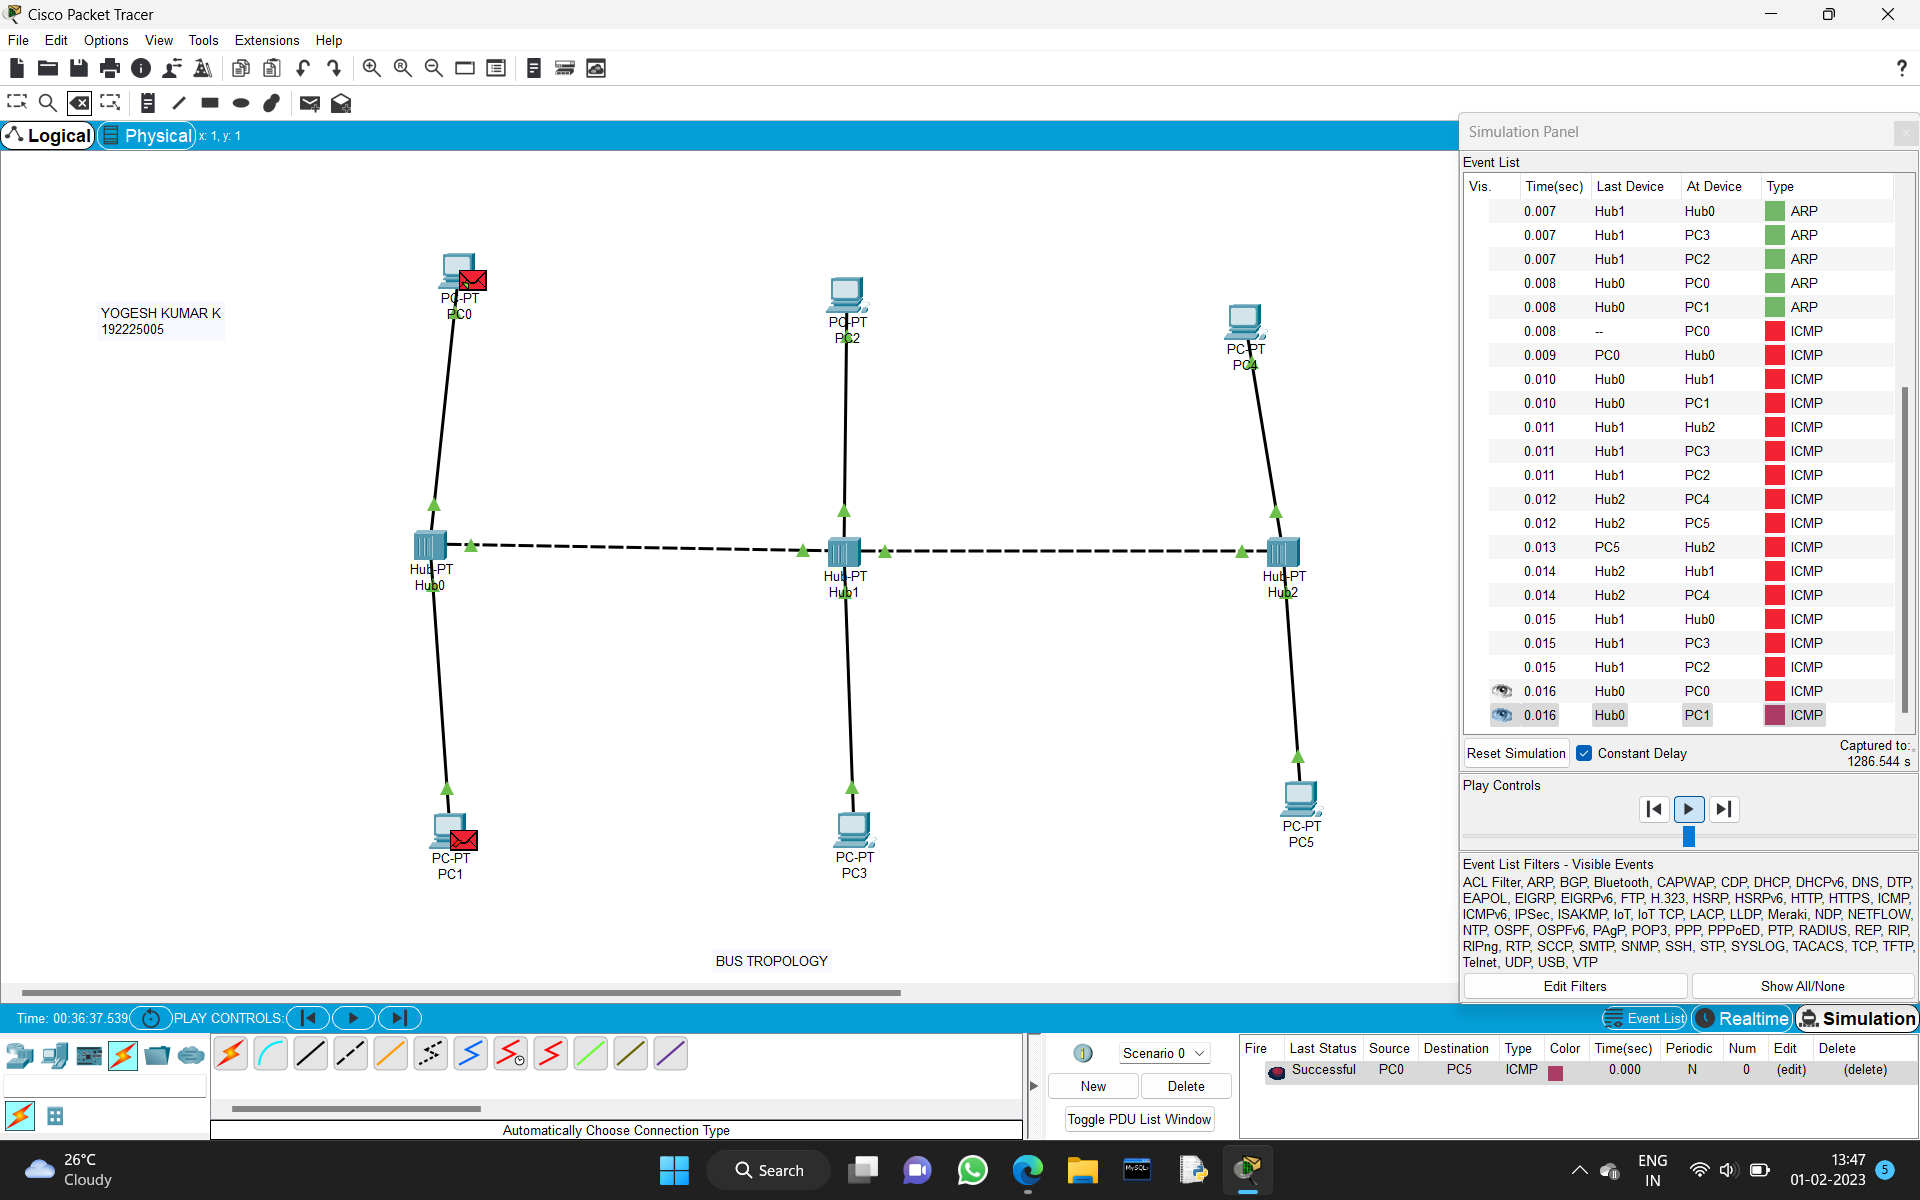 Cisco Packet Tracer
File Edit Options View Tools Extensions Help
?
Logical Physical x: 1, y: 1
YOGESH KUMAR K
192225005
PC-PT
PC0
PC-PT
PC2
PC-PT
PC4
Hub-PT
Hub0
Hub-PT
Hub1
Hub-PT
Hub2
PC-PT
PC1
PC-PT
PC3
PC-PT
PC5
BUS TROPOLOGY
Simulation Panel
Event List
Vis. Time(sec) Last Device At Device Type
0.007 Hub1 Hub0 ARP
0.007 Hub1 PC3 ARP
0.007 Hub1 PC2 ARP
0.008 Hub0 PC0 ARP
0.008 Hub0 PC1 ARP
0.008 -- PC0 ICMP
0.009 PC0 Hub0 ICMP
0.010 Hub0 Hub1 ICMP
0.010 Hub0 PC1 ICMP
0.011 Hub1 Hub2 ICMP
0.011 Hub1 PC3 ICMP
0.011 Hub1 PC2 ICMP
0.012 Hub2 PC4 ICMP
0.012 Hub2 PC5 ICMP
0.013 PC5 Hub2 ICMP
0.014 Hub2 Hub1 ICMP
0.014 Hub2 PC4 ICMP
0.015 Hub1 Hub0 ICMP
0.015 Hub1 PC3 ICMP
0.015 Hub1 PC2 ICMP
0.016 Hub0 PC0 ICMP
0.016 Hub0 PC1 ICMP
Reset Simulation Constant Delay Captured to:
1286.544 s
Play Controls
Event List Filters - Visible Events
ACL Filter, ARP, BGP, Bluetooth, CAPWAP, CDP, DHCP, DHCPv6, DNS, DTP,
EAPOL, EIGRP, EIGRPv6, FTP, H.323, HSRP, HSRPv6, HTTP, HTTPS, ICMP,
ICMPv6, IPSec, ISAKMP, IoT, IoT TCP, LACP, LLDP, Meraki, NDP, NETFLOW,
NTP, OSPF, OSPFv6, PAgP, POP3, PPP, PPPoED, PTP, RADIUS, REP, RIP,
RIPng, RTP, SCCP, SMTP, SNMP, SSH, STP, SYSLOG, TACACS, TCP, TFTP,
Telnet, UDP, USB, VTP
Edit Filters Show All/None
Time: 00:36:37.539 PLAY CONTROLS: Event List Realtime Simulation
Automatically Choose Connection Type
Scenario 0
New Delete
Toggle PDU List Window
Fire Last Status Source Destination Type Color Time(sec) Periodic Num Edit Delete
Successful PC0 PC5 ICMP 0.000 N 0 (edit) (delete)
26°C
Cloudy
Search
MySQL
ENG
IN
13:47
01-02-2023
5